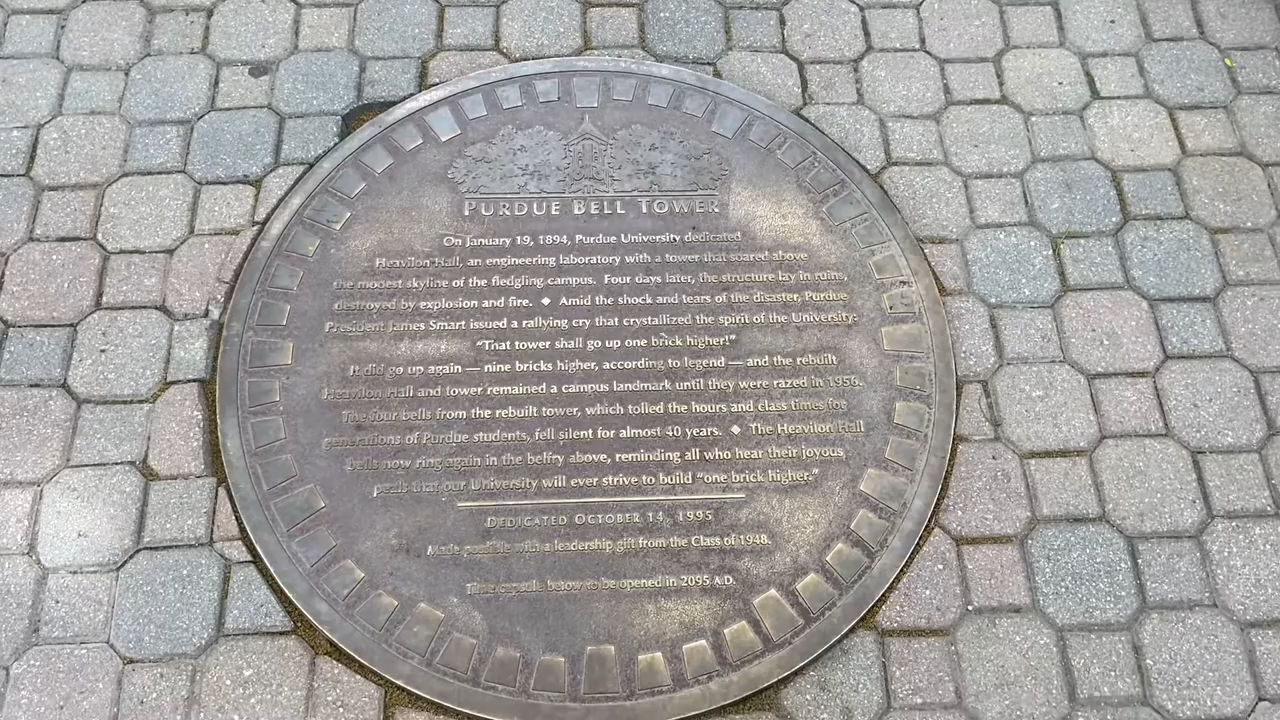 PURDUE BELL TOWER
On January 19, 1894, Purdue University dedicated
Heavilon Hall, an engineering laboratory with a tower that soared above
the modest skyline of the fledgling campus. Four days later, the structure lay in ruins,
destroyed by explosion and fire. ◆ Amid the shock and tears of the disaster, Purdue
President James Smart issued a rallying cry that crystallized the spirit of the University:
"That tower shall go up one brick higher!"
It did go up again — nine bricks higher, according to legend — and the rebuilt
Heavilon Hall and tower remained a campus landmark until they were razed in 1956.
The four bells from the rebuilt tower, which tolled the hours and class times for
generations of Purdue students, fell silent for almost 40 years. ◆ The Heavilon Hall
bells now ring again in the belfry above, reminding all who hear their joyous
peals that our University will ever strive to build "one brick higher."
DEDICATED OCTOBER 14, 1995
Made possible with a leadership gift from the Class of 1948.
Time capsule below to be opened in 2095 A.D.